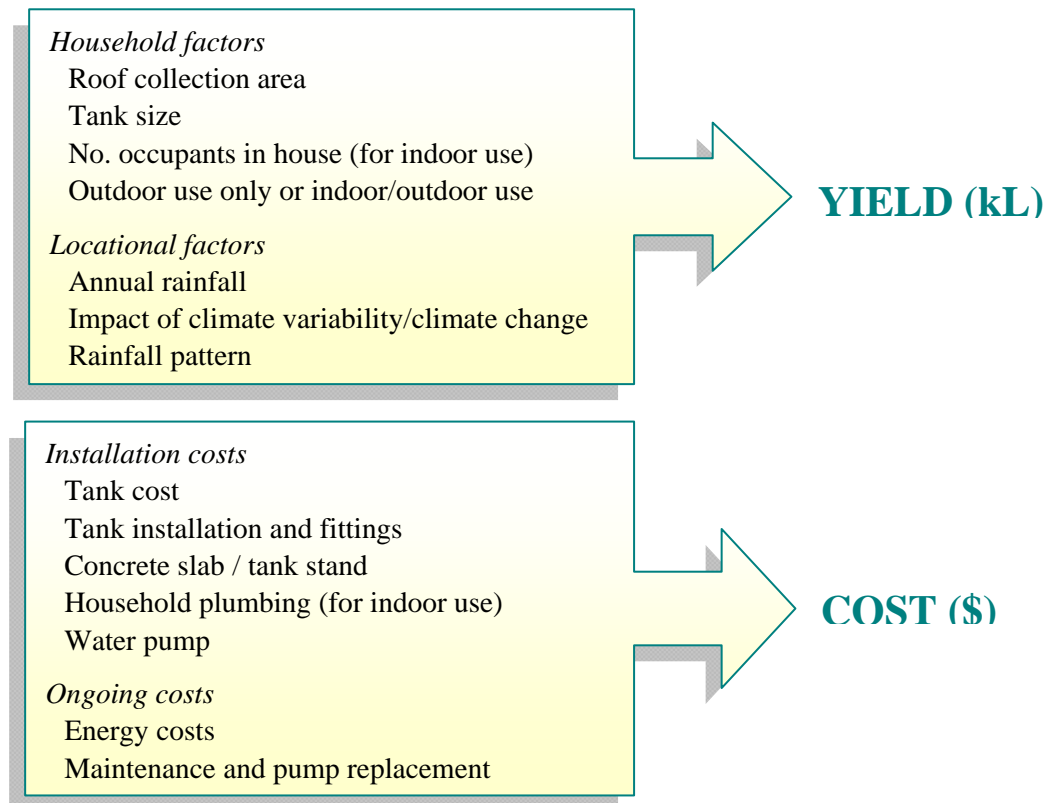 Household factors
Roof collection area
Tank size
No. occupants in house (for indoor use)
Outdoor use only or indoor/outdoor use
Locational factors
Annual rainfall
Impact of climate variability/climate change
Rainfall pattern
YIELD (kL)
Installation costs
Tank cost
Tank installation and fittings
Concrete slab / tank stand
Household plumbing (for indoor use)
Water pump
Ongoing costs
Energy costs
Maintenance and pump replacement
COST ($)